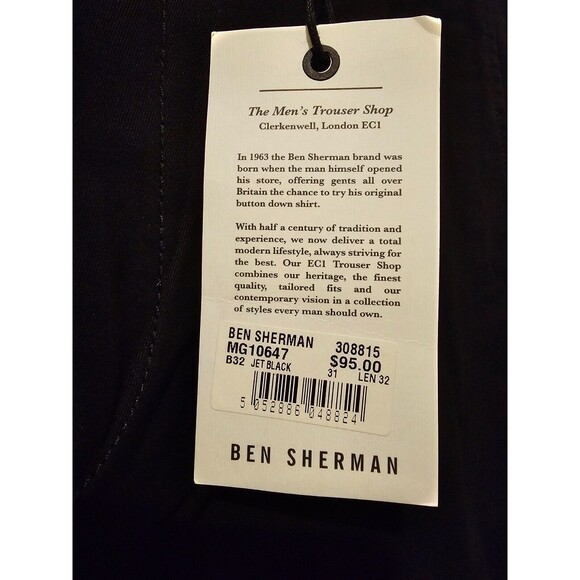 The Men's Trouser Shop
Clerkenwell, London EC1
In 1963 the Ben Sherman brand was
born when the man himself opened
his store, offering gents all over
Britain the chance to try his original
button down shirt.
With half a century of tradition and
experience, we now deliver a total
modern lifestyle, always striving for
the best. Our EC1 Trouser Shop
combines our heritage, the finest
quality, tailored fits and our
contemporary vision in a collection
of styles every man should own.
BEN SHERMAN 308815
MG10647 $95.00
B32 JET BLACK 31 LEN 32
5 052886 048824
BEN SHERMAN